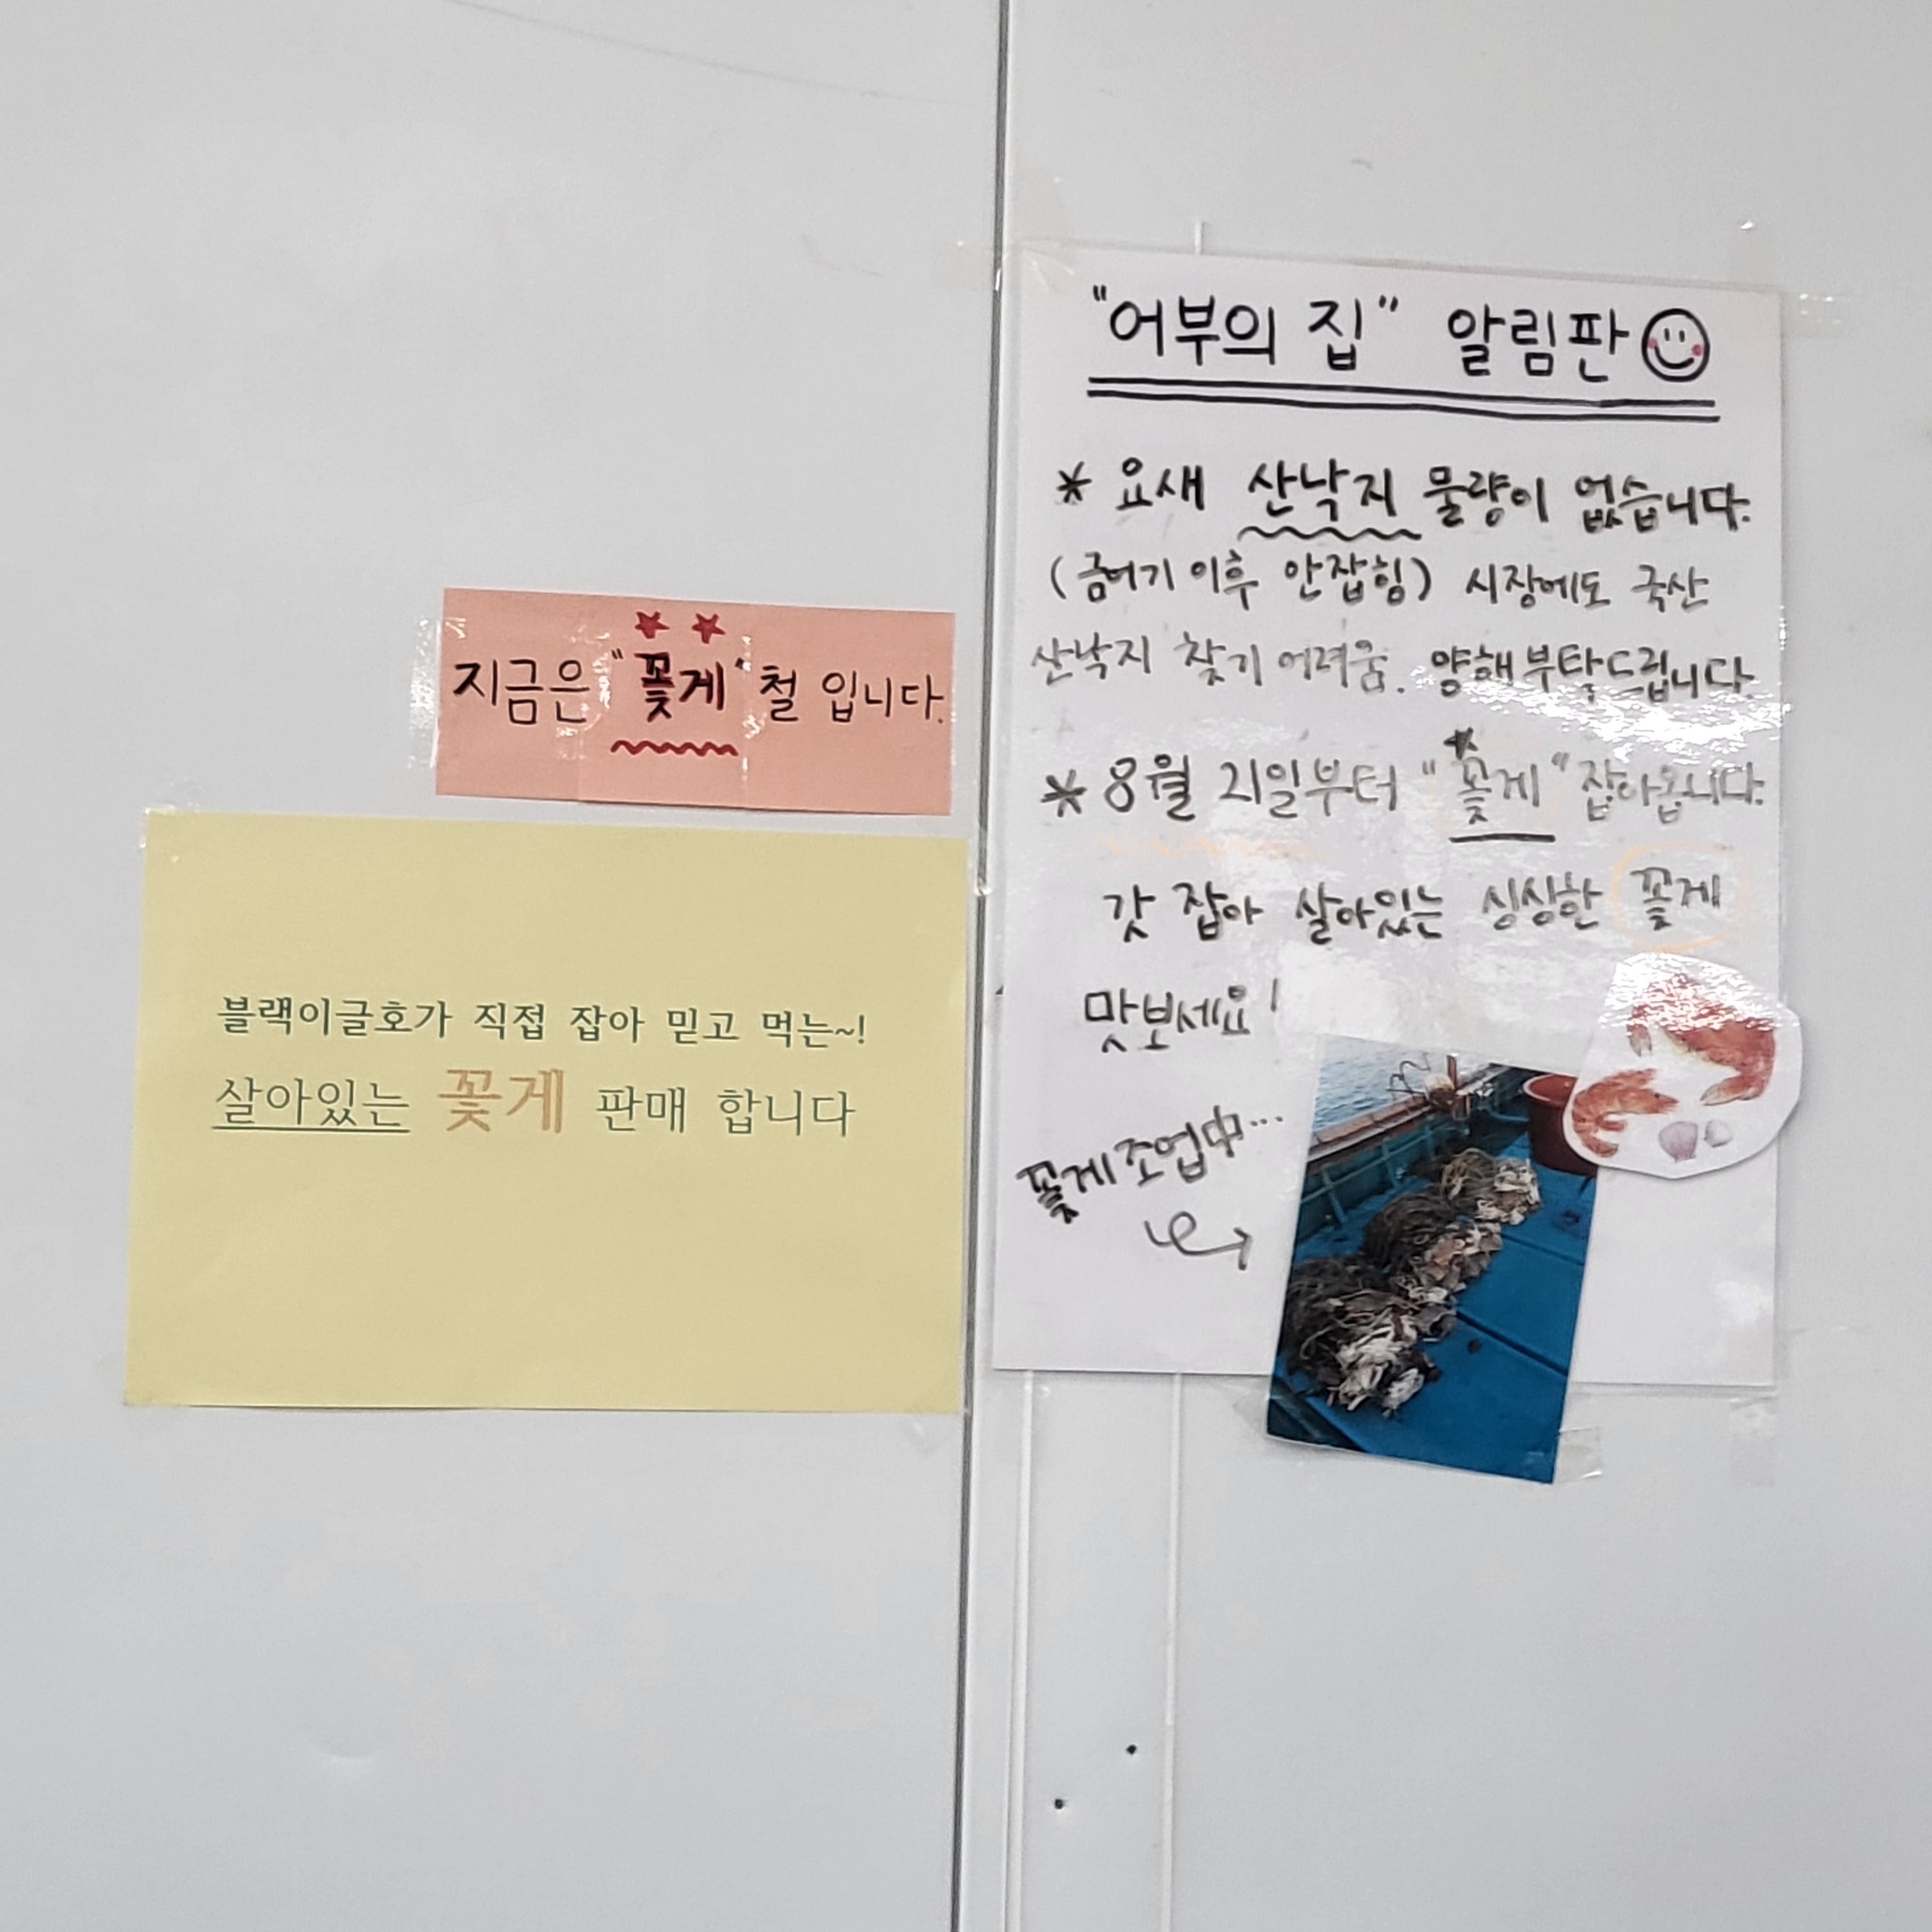 지금은 "꽃게" 철 입니다.
블랙이글호가 직접 잡아 믿고 먹는~!
살아있는 꽃게 판매 합니다
"어부의 집" 알림판
* 요새 산낙지 물량이 없습니다.
(금어기 이후 안잡힘) 시장에도 국산
산낙지 찾기 어려움. 양해부탁드립니다.
* 8월 21일부터 "꽃게" 잡아옵니다.
갓 잡아 살아있는 싱싱한 꽃게
맛보세요!
꽃게조업中...